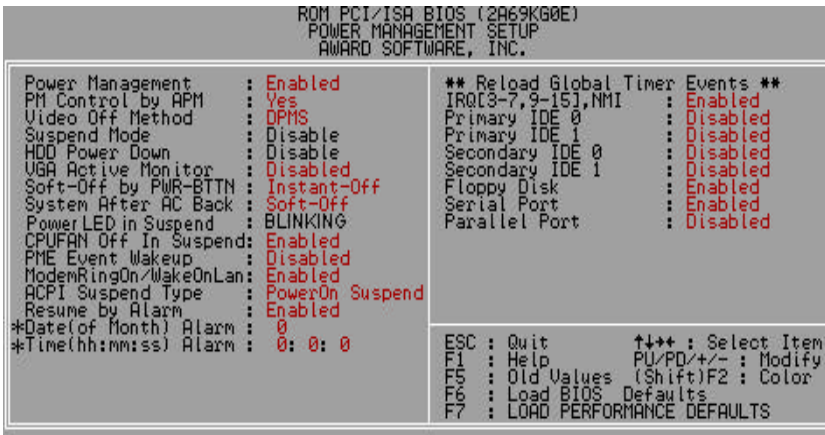 ROM PCI/ISA BIOS (2A69KG0E)
POWER MANAGEMENT SETUP
AWARD SOFTWARE, INC.
Power Management : Enabled
PM Control by APM : Yes
Video Off Method : DPMS
Suspend Mode : Disable
HDD Power Down : Disable
VGA Active Monitor : Disabled
Soft-Off by PWR-BTTN : Instant-Off
System After AC Back : Soft-Off
Power LED in Suspend : BLINKING
CPUFAN Off In Suspend: Enabled
PME Event Wakeup : Disabled
ModemRingOn/WakeOnLan: Enabled
ACPI Suspend Type : PowerOn Suspend
Resume by Alarm : Enabled
*Date(of Month) Alarm : 0
*Time(hh:mm:ss) Alarm : 0: 0: 0
** Reload Global Timer Events **
IRQ[3-7,9-15],NMI : Enabled
Primary IDE 0 : Disabled
Primary IDE 1 : Disabled
Secondary IDE 0 : Disabled
Secondary IDE 1 : Disabled
Floppy Disk : Enabled
Serial Port : Enabled
Parallel Port : Disabled
ESC : Quit ↑↓→← : Select Item
F1 : Help PU/PD/+/- : Modify
F5 : Old Values (Shift)F2 : Color
F6 : Load BIOS Defaults
F7 : LOAD PERFORMANCE DEFAULTS